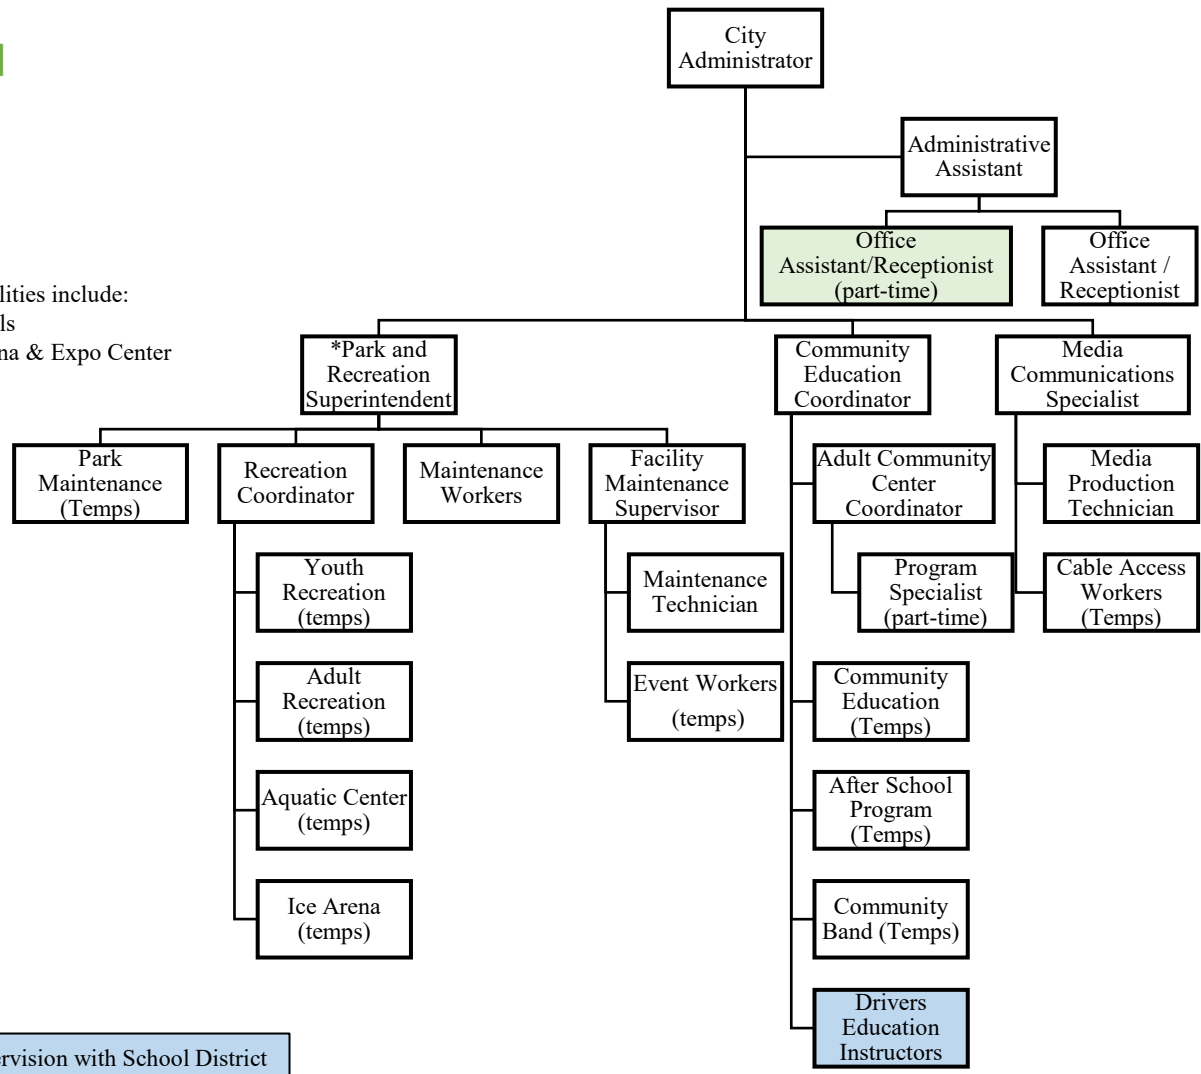 City
Administrator
Administrative
Assistant
Office
Assistant/Receptionist
(part-time)
Office
Assistant /
Receptionist
lities include:
ls
na & Expo Center
*Park and
Recreation
Superintendent
Community
Education
Coordinator
Media
Communications
Specialist
Park
Maintenance
(Temps)
Recreation
Coordinator
Maintenance
Workers
Facility
Maintenance
Supervisor
Adult Community
Center
Coordinator
Media
Production
Technician
Youth
Recreation
(temps)
Maintenance
Technician
Program
Specialist
(part-time)
Cable Access
Workers
(Temps)
Adult
Recreation
(temps)
Event Workers
(temps)
Community
Education
(Temps)
Aquatic Center
(temps)
After School
Program
(Temps)
Ice Arena
(temps)
Community
Band (Temps)
Drivers
Education
Instructors
ervision with School District